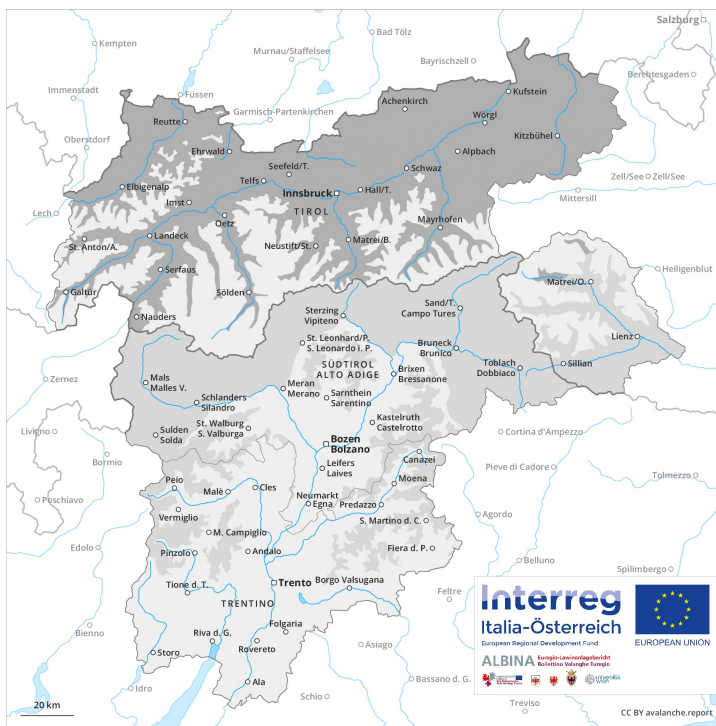 Salzburg
Kempten
Bad Tölz
Murnau/Staffelsee
Bayrischzell
Berchtesgaden
Immenstadt
Füssen
Kufstein
Achenkirch
Garmisch-Partenkirchen
Wörgl
Reutte
Kitzbühel
Oberstdorf
Ehrwald
Alpbach
Seefeld/T.
Schwaz
Telfs
Zell/See
Zell/See
Elbigenalp
Innsbruck
Hall/T.
Mittersill
Imst
Lech
TIROL
Oetz
Mayrhofen
Landeck
St. Anton/A.
Neustift/St.
Matrei/B.
Serfaus
Heiligenblut
Matrei/O.
Galtür
Sölden
Sand/T.
Campo Tures
Nauders
Sterzing
Vipiteno
Lienz
St. Leonhard/P.
S. Leonardo i. P.
Bruneck
Brunico
SÜDTIROL
ALTO ADIGE
Toblach
Dobbiaco
Sillian
Brixen
Bressanone
Zernez
Mals
Malles V.
Meran
Merano
Schlanders
Silandro
Sarnthein
Sarentino
St. Walburg
S. Valburga
Kastelruth
Castelrotto
Livigno
Sulden
Solda
Cortina d'Ampezzo
Bozen
Bolzano
Bormio
Canazei
Leifers
Laives
Pieve di Cadore
Tolmezzo
Peio
Moena
Malè
Cles
Poschiavo
Neumarkt
Egna
Predazzo
Vermiglio
Agordo
S. Martino d. C.
M. Campiglio
Edolo
Pinzolo
Andalo
Fiera d. P.
Belluno
Spilimbergo
Tione d. T.
Trento
Borgo Valsugana
Feltre
TRENTINO
Folgaria
Bienno
Riva d. G.
Rovereto
Asiago
Storo
Bassano d. G.
Idro
Ala
Schio
Treviso
20 km
Interreg
Italia-Österreich
European Regional Development Fund
EUROPEAN UNION
ALBINA Euregio-Lawinenlagebericht
Bollettino Valanghe Euregio
CC BY avalanche.report